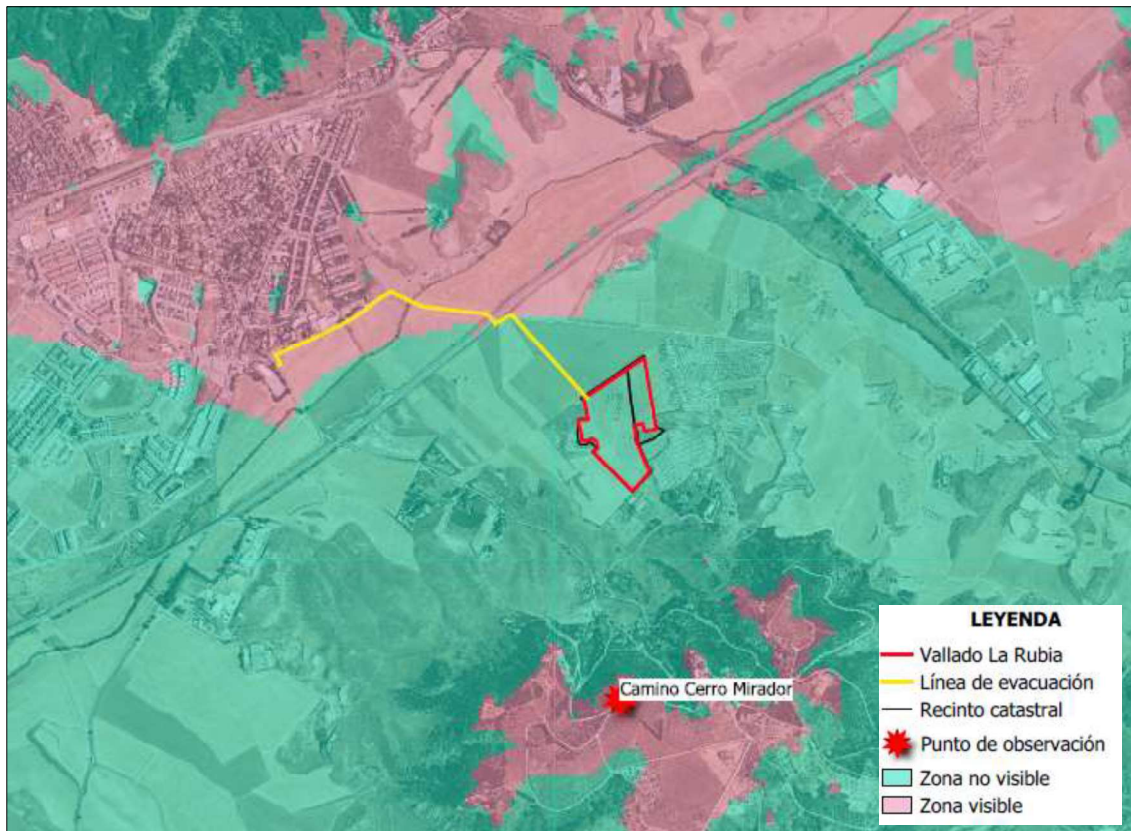 Camino Cerro Mirador
LEYENDA
Vallado La Rubia
Línea de evacuación
Recinto catastral
Punto de observación
Zona no visible
Zona visible